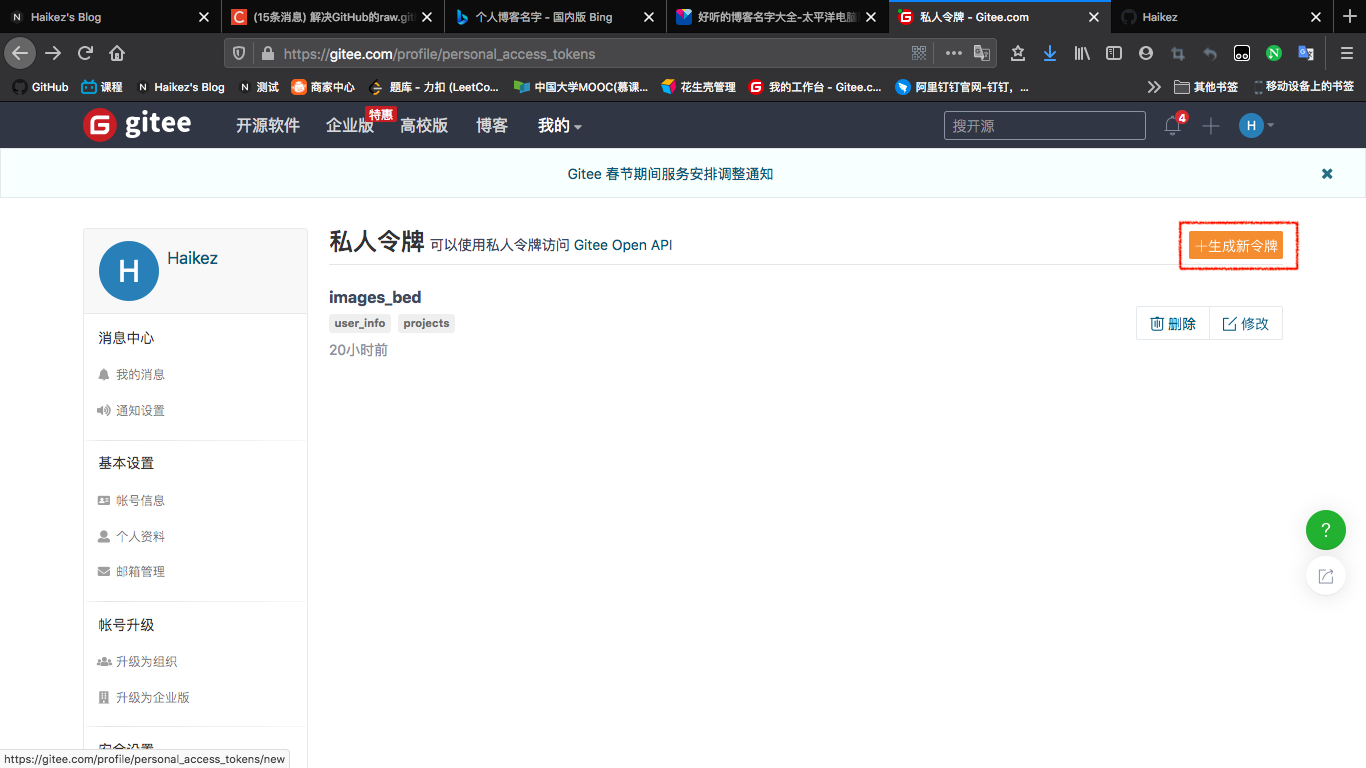 Haikez's Blog
(15条消息) 解决GitHub的raw.git
个人博客名字 - 国内版 Bing
好听的博客名字大全-太平洋电脑
私人令牌 - Gitee.com
Haikez
https://gitee.com/profile/personal_access_tokens
GitHub
课程
Haikez's Blog
测试
商家中心
题库 - 力扣 (LeetCo...
中国大学MOOC(慕课...
花生壳管理
我的工作台 - Gitee.c...
阿里钉钉官网-钉钉，...
其他书签
移动设备上的书签
gitee
开源软件
企业版
特惠
高校版
博客
我的
搜开源
4
H
Gitee 春节期间服务安排调整通知
H
Haikez
消息中心
我的消息
通知设置
基本设置
帐号信息
个人资料
邮箱管理
帐号升级
升级为组织
升级为企业版
安全设置
私人令牌 可以使用私人令牌访问 Gitee Open API
+生成新令牌
images_bed
user_info projects
20小时前
删除
修改
?
https://gitee.com/profile/personal_access_tokens/new